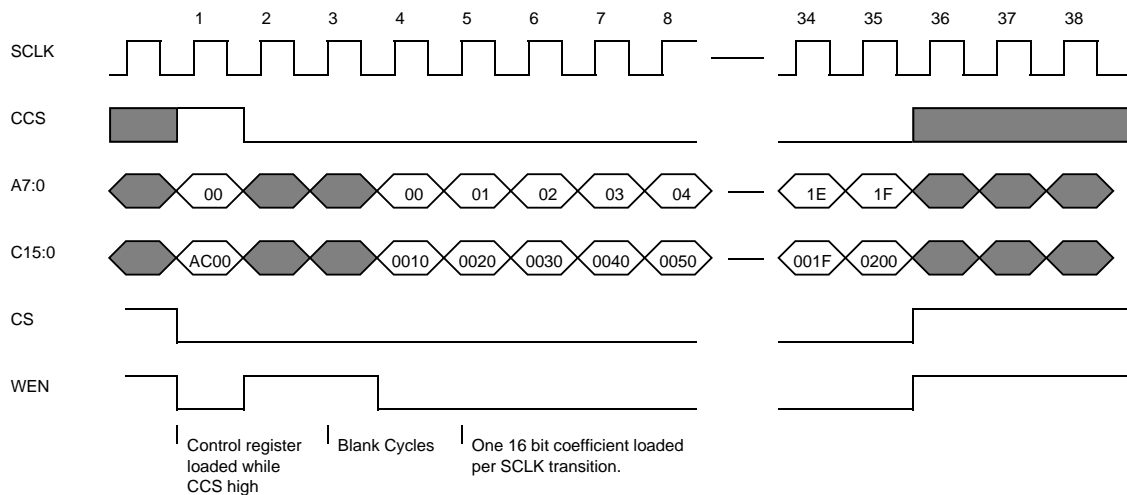 1 2 3 4 5 6 7 8 34 35 36 37 38
SCLK
CCS
A7:0 00 00 01 02 03 04 1E 1F
C15:0 AC00 0010 0020 0030 0040 0050 001F 0200
CS
WEN
Control register
loaded while
CCS high
Blank Cycles
One 16 bit coefficient loaded
per SCLK transition.